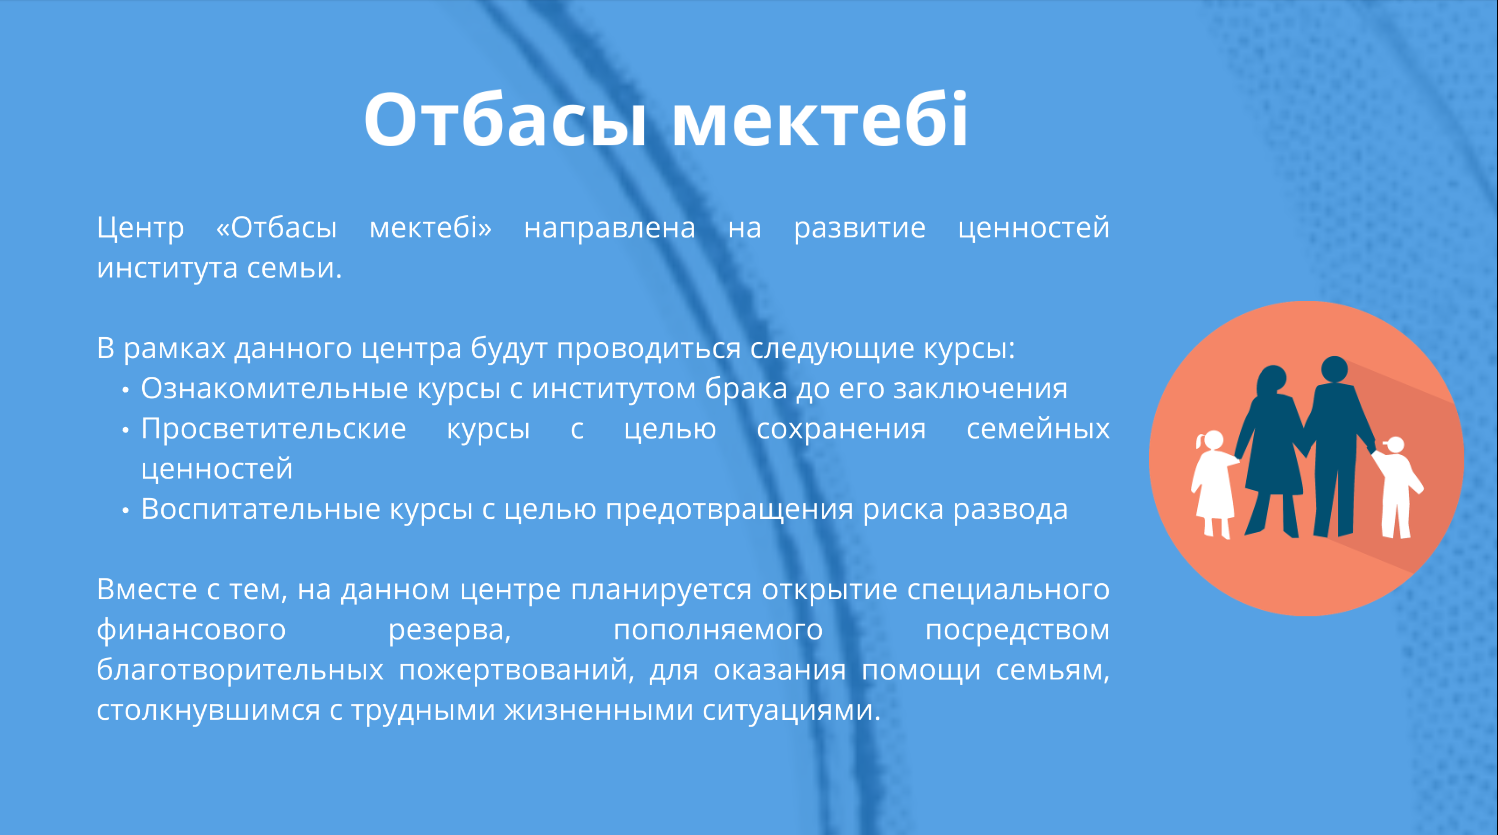 Отбасы мектебі
Центр «Отбасы мектебі» направлена на развитие ценностей
института семьи.
В рамках данного центра будут проводиться следующие курсы:
• Ознакомительные курсы с институтом брака до его заключения
• Просветительские курсы с целью сохранения семейных
ценностей
• Воспитательные курсы с целью предотвращения риска развода
Вместе с тем, на данном центре планируется открытие специального
финансового резерва, пополняемого посредством
благотворительных пожертвований, для оказания помощи семьям,
столкнувшимся с трудными жизненными ситуациями.